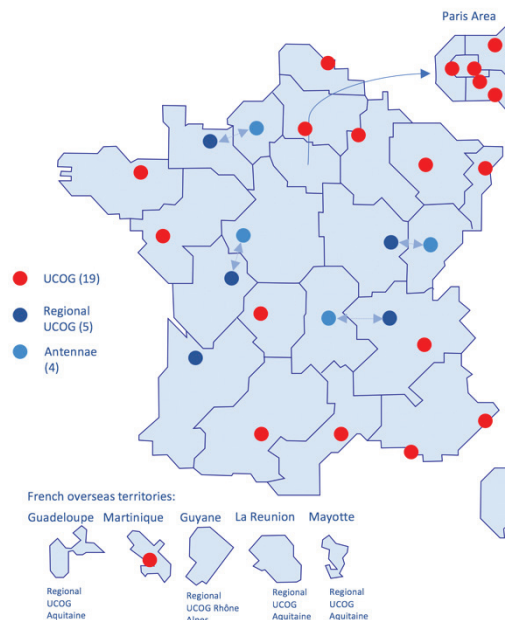 Paris Area
UCOG (19)
Regional
UCOG (5)
Antennae
(4)
French overseas territories:
Guadeloupe Martinique Guyane La Reunion Mayotte
Regional
UCOG
Aquitaine
Regional
UCOG Rhône
Alpes
Regional
UCOG
Aquitaine
Regional
UCOG
Aquitaine